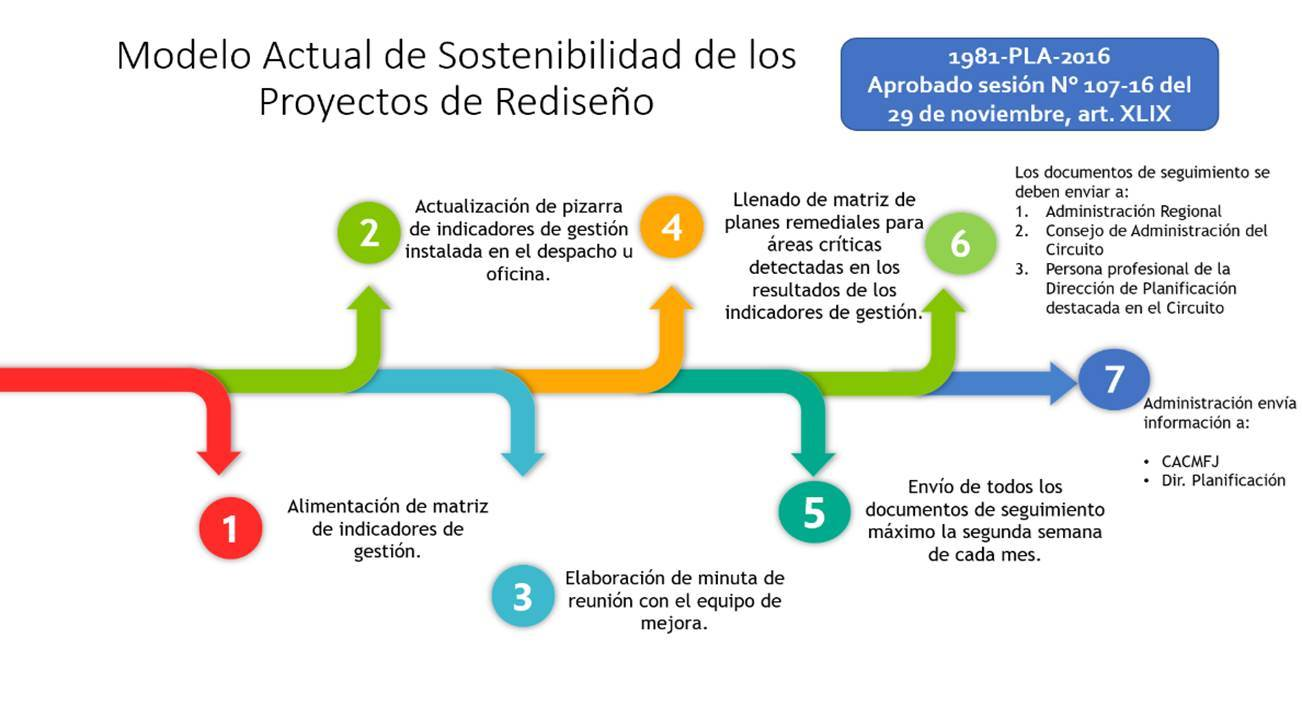 Modelo Actual de Sostenibilidad de los
Proyectos de Rediseño
1981-PLA-2016
Aprobado sesión N° 107-16 del
29 de noviembre, art. XLIX
1
Alimentación de matriz
de indicadores de
gestión.
2
Actualización de pizarra
de indicadores de gestión
instalada en el despacho u
oficina.
3
Elaboración de minuta de
reunión con el equipo de
mejora.
4
Llenado de matriz de
planes remediales para
áreas críticas
detectadas en los
resultados de los
indicadores de gestión.
5
Envío de todos los
documentos de seguimiento
máximo la segunda semana
de cada mes.
6
Los documentos de seguimiento se
deben enviar a:
1. Administración Regional
2. Consejo de Administración del
Circuito
3. Persona profesional de la
Dirección de Planificación
destacada en el Circuito
7
Administración envía
información a:
• CACMFJ
• Dir. Planificación